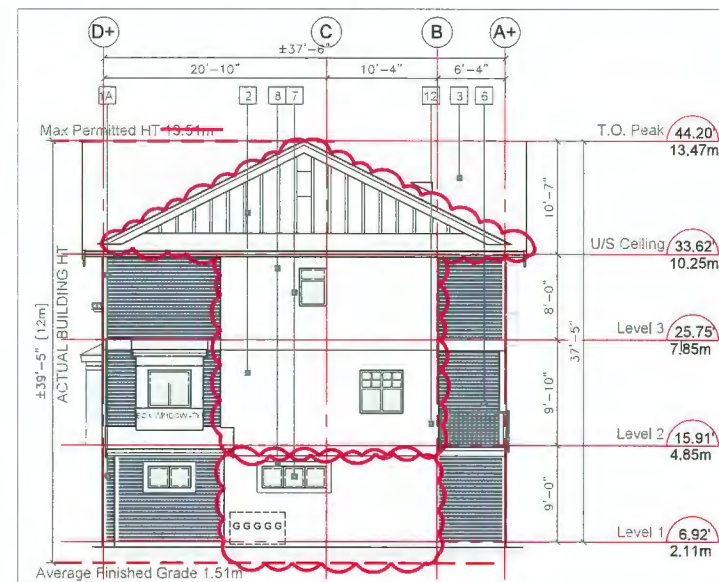 D+ C B A+
±37'-6"
20'-10" 10'-4" 6'-4"
1A 2 8 7 12 3 6
Max Permitted HT 13.51m
T.O. Peak 44.20'
13.47m
10'-7"
U/S Ceiling 33.62'
10.25m
8'-0"
±39'-5" [12m]
ACTUAL BUILDING HT
37'-5"
Level 3 25.75'
7.85m
9'-10"
Level 2 15.91'
4.85m
9'-0"
GGGGG
Level 1 6.92'
2.11m
Average Finished Grade 1.51m